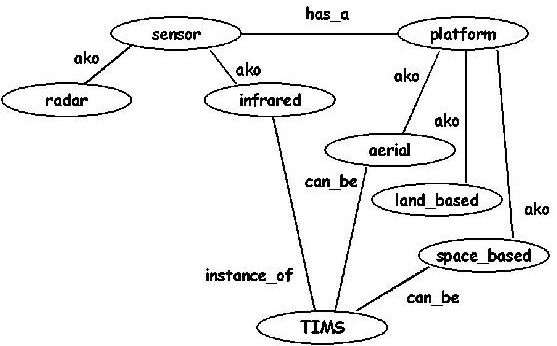 has_a
sensor
platform
ako
ako
ako
radar
infrared
ako
aerial
can_be
land_based
ako
space_based
instance_of
can_be
TIMS